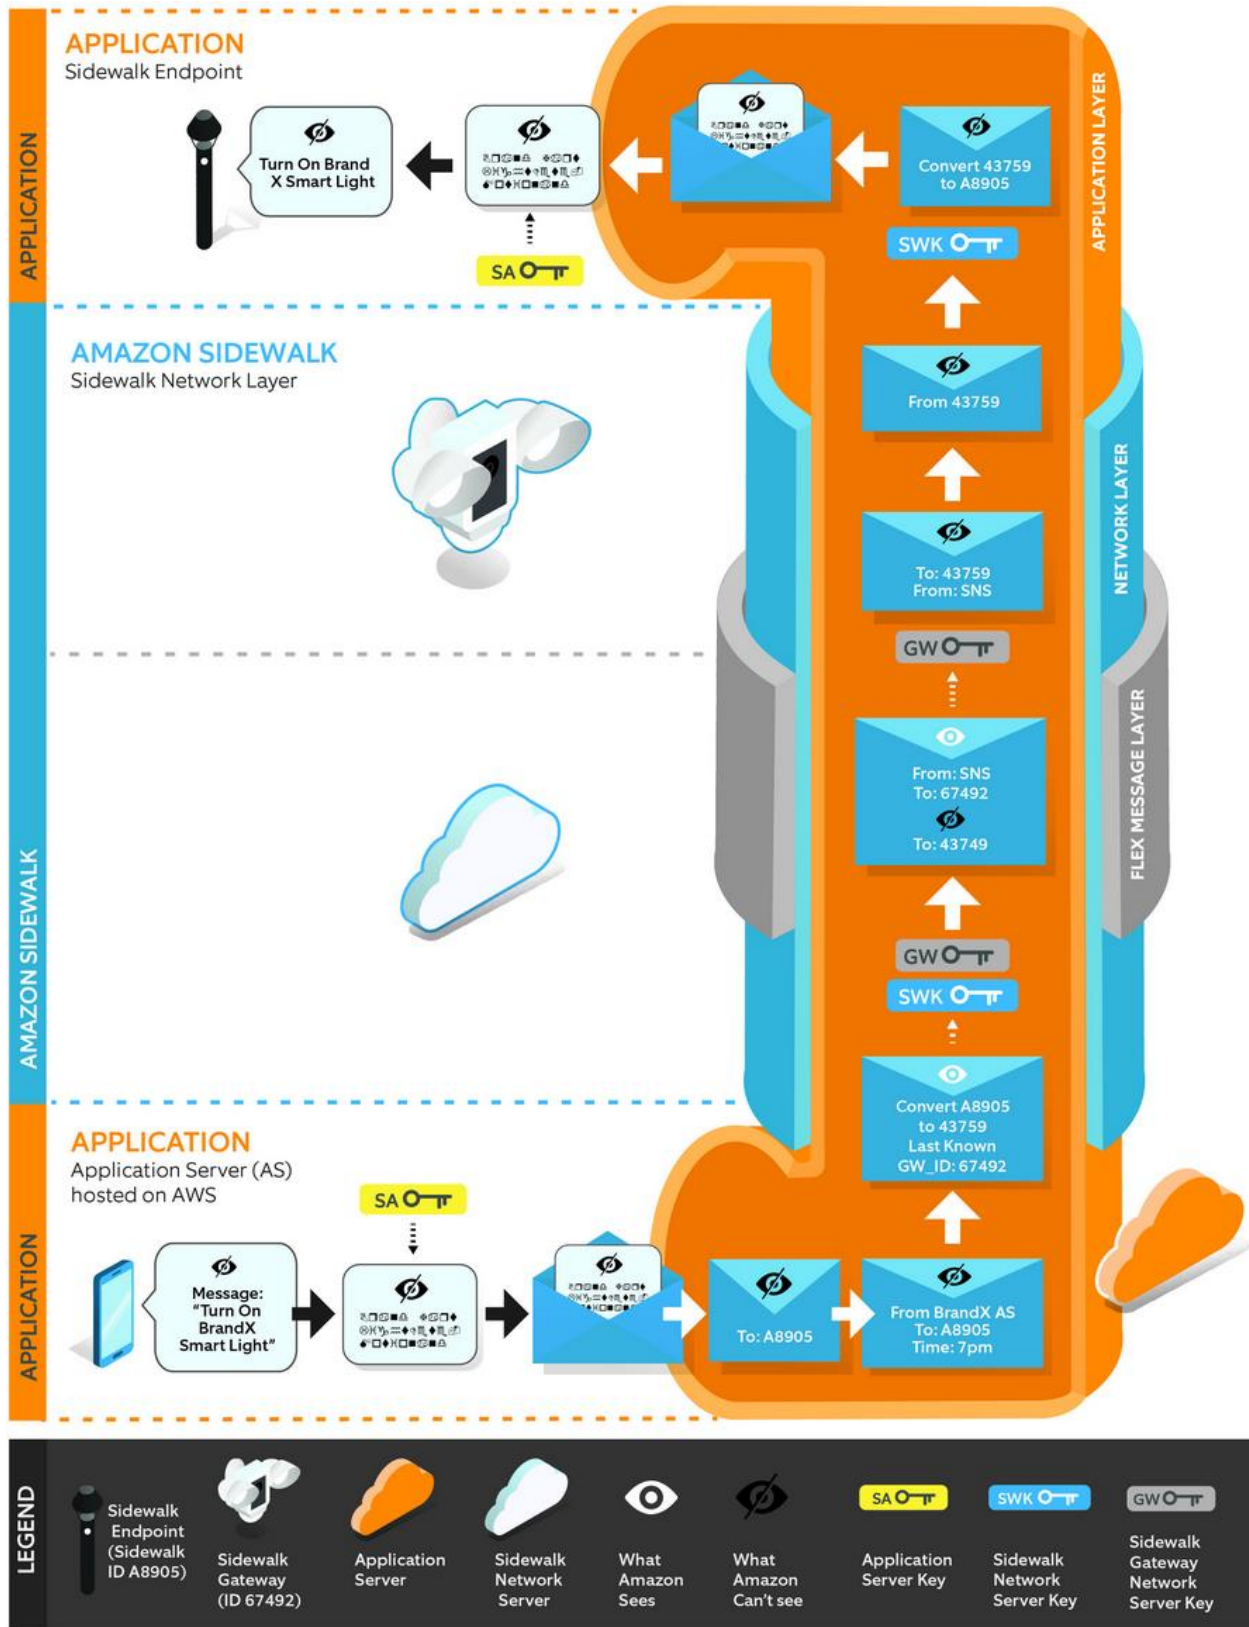 APPLICATION
Sidewalk Endpoint
APPLICATION
Turn On Brand
X Smart Light
SA
Convert 43759
to A8905
SWK
APPLICATION LAYER
AMAZON SIDEWALK
Sidewalk Network Layer
From 43759
NETWORK LAYER
To: 43759
From: SNS
GW
From: SNS
To: 67492
To: 43749
FLEX MESSAGE LAYER
AMAZON SIDEWALK
GW
SWK
Convert A8905
to 43759
Last Known
GW_ID: 67492
APPLICATION
Application Server (AS)
hosted on AWS
SA
APPLICATION
Message:
"Turn On
BrandX
Smart Light"
To: A8905
From BrandX AS
To: A8905
Time: 7pm
LEGEND
Sidewalk
Endpoint
(Sidewalk
ID A8905)
Sidewalk
Gateway
(ID 67492)
Application
Server
Sidewalk
Network
Server
What
Amazon
Sees
What
Amazon
Can't see
SA
Application
Server Key
SWK
Sidewalk
Network
Server Key
GW
Sidewalk
Gateway
Network
Server Key